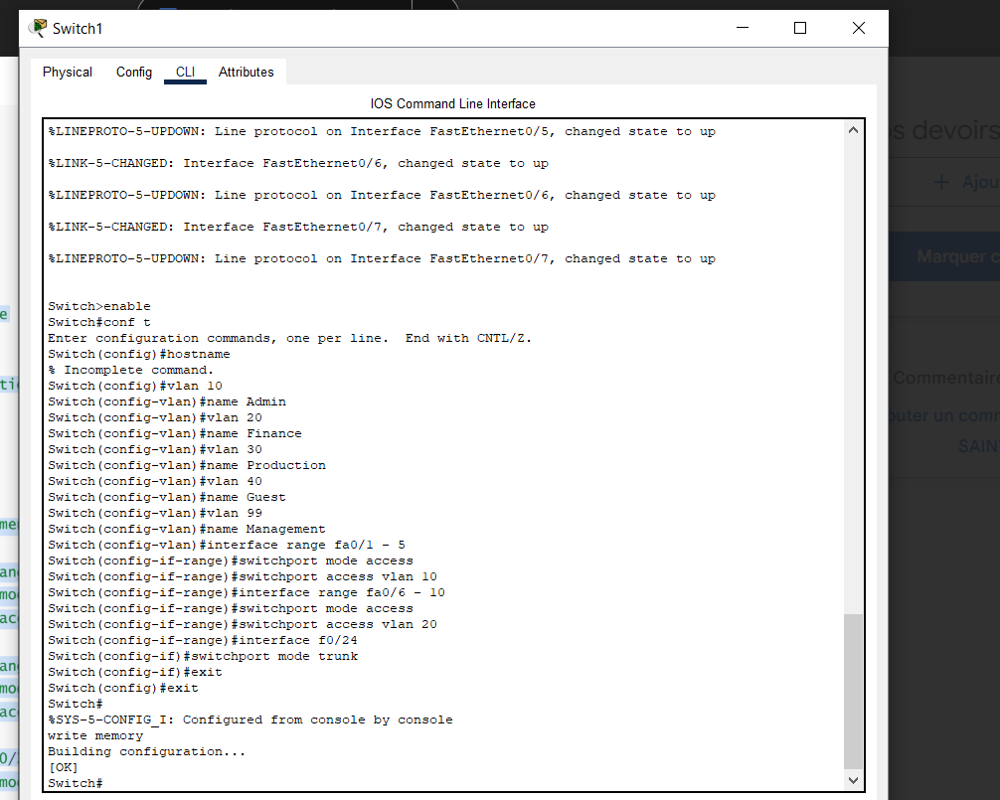 Switch1
Physical Config CLI Attributes
IOS Command Line Interface
%LINEPROTO-5-UPDOWN: Line protocol on Interface FastEthernet0/5, changed state to up
%LINK-5-CHANGED: Interface FastEthernet0/6, changed state to up
%LINEPROTO-5-UPDOWN: Line protocol on Interface FastEthernet0/6, changed state to up
%LINK-5-CHANGED: Interface FastEthernet0/7, changed state to up
%LINEPROTO-5-UPDOWN: Line protocol on Interface FastEthernet0/7, changed state to up
Switch>enable
Switch#conf t
Enter configuration commands, one per line.  End with CNTL/Z.
Switch(config)#hostname
% Incomplete command.
Switch(config)#vlan 10
Switch(config-vlan)#name Admin
Switch(config-vlan)#vlan 20
Switch(config-vlan)#name Finance
Switch(config-vlan)#vlan 30
Switch(config-vlan)#name Production
Switch(config-vlan)#vlan 40
Switch(config-vlan)#name Guest
Switch(config-vlan)#vlan 99
Switch(config-vlan)#name Management
Switch(config-vlan)#interface range fa0/1 - 5
Switch(config-if-range)#switchport mode access
Switch(config-if-range)#switchport access vlan 10
Switch(config-if-range)#interface range fa0/6 - 10
Switch(config-if-range)#switchport mode access
Switch(config-if-range)#switchport access vlan 20
Switch(config-if-range)#interface f0/24
Switch(config-if)#switchport mode trunk
Switch(config-if)#exit
Switch(config)#exit
Switch#
%SYS-5-CONFIG_I: Configured from console by console
write memory
Building configuration...
[OK]
Switch#
s devoirs
+ Ajou
Marquer c
Commentaire
outer un comm
SAIN